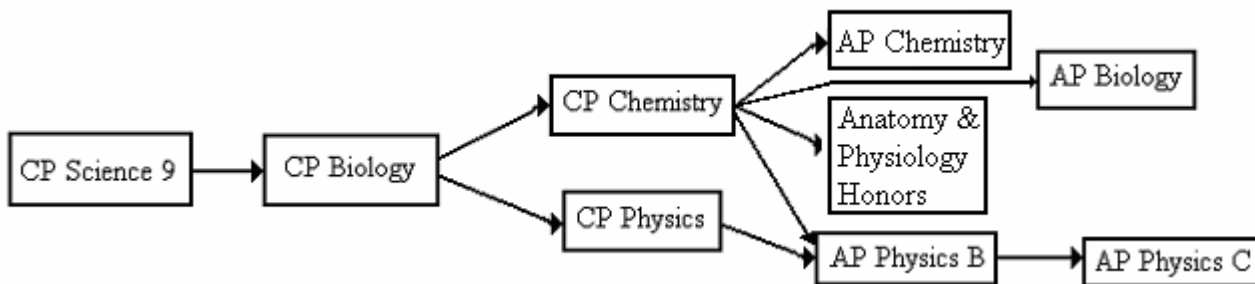 CP Science 9
CP Biology
CP Chemistry
CP Physics
AP Chemistry
AP Biology
Anatomy &
Physiology
Honors
AP Physics B
AP Physics C